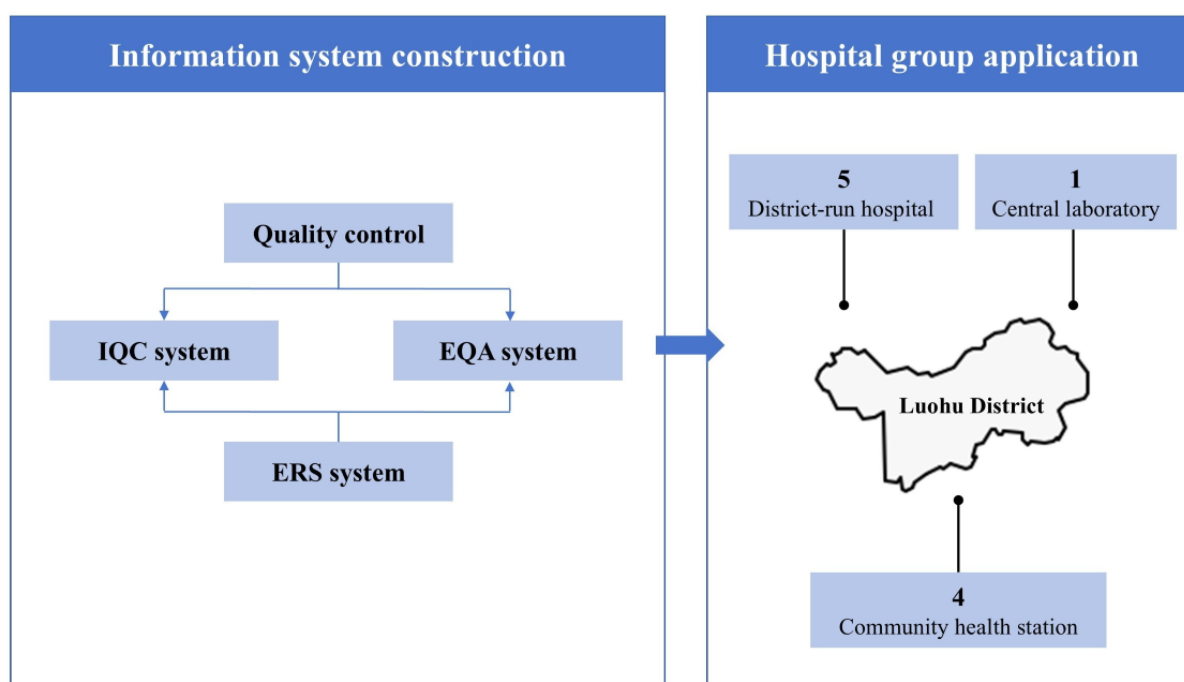 Information system construction
Quality control
IQC system
EQA system
ERS system
Hospital group application
5
District-run hospital
1
Central laboratory
Luohu District
4
Community health station